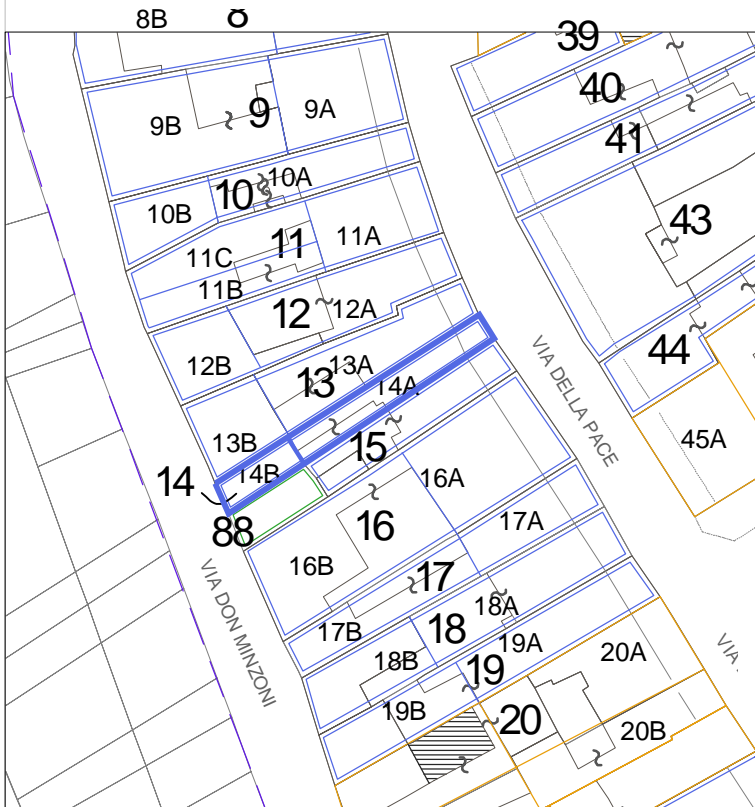 8B
8
39
40
9
9A
9B
41
10A
10
10B
43
11
11A
11C
11B
12
12A
44
12B
VIA DELLA PACE
13A
13
14A
45A
13B
15
14B
16A
14
16
17A
88
16B
17
VIA DON MINZONI
18A
17B
18
19A
18B
19
20A
VIA
19B
20
20B